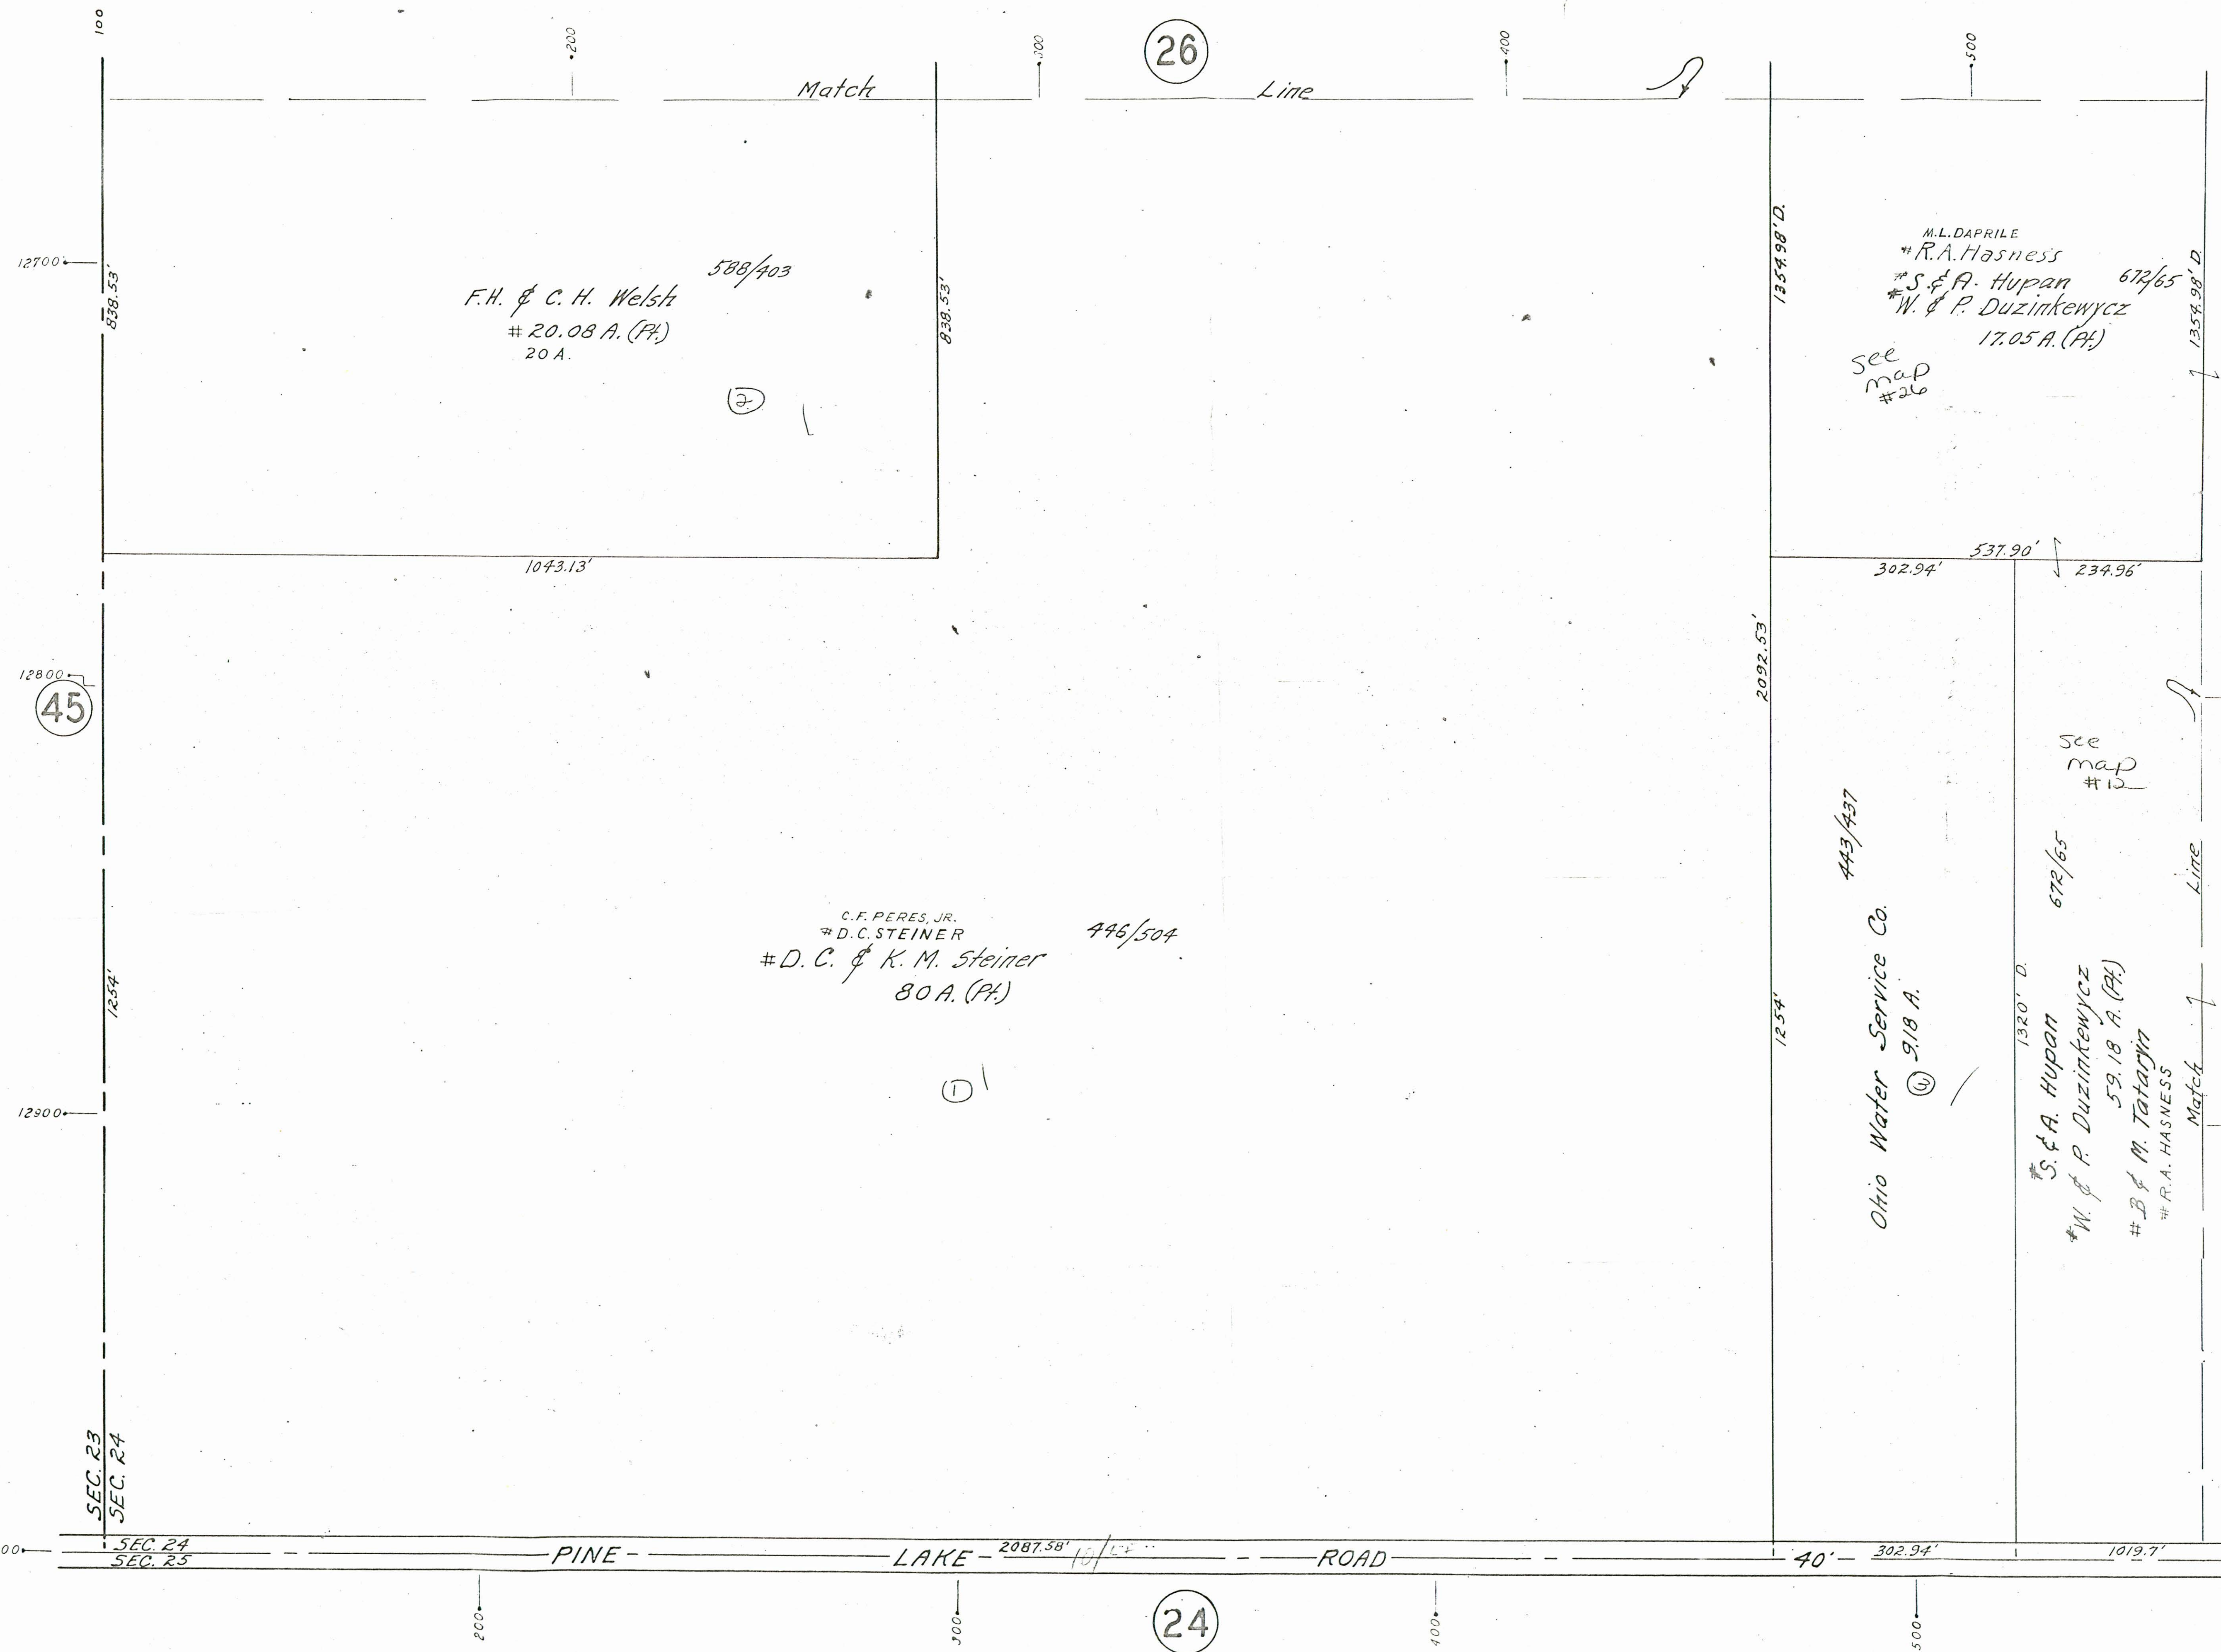 100
200
300
26
400
500
Match Line
12700
838.53'
588/403
F.H. & C. H. Welsh
# 20.08 A. (Pt.)
20 A.
2
838.53'
1043.13'
1354.98' D.
M.L. DAPRILE
# R.A. Hasness
# S. & A. Hupan 672/65
# W. & P. Duzinkewycz
17.05 A. (Pt.)
see
map
#26
1354.98' D.
537.90'
302.94'
234.96'
12800
45
2092.53'
see
map
#12
C.F. PERES, JR.
# D.C. STEINER
# D. C. & K. M. Steiner
446/504
80 A. (Pt.)
1
1254'
1254'
443/437
Ohio Water Service Co.
9.18 A.
1320' D.
672/65
# S. & A. Hupan
# W. & P. Duzinkewycz
59.18 A. (Pt.)
# B & M. Tataryn
# R.A. HASNESS
Match Line
12900
SEC. 23
SEC. 24
00
SEC. 24
SEC. 25
PINE LAKE ROAD
2087.58'
40'
302.94'
1019.7'
200
300
24
400
500